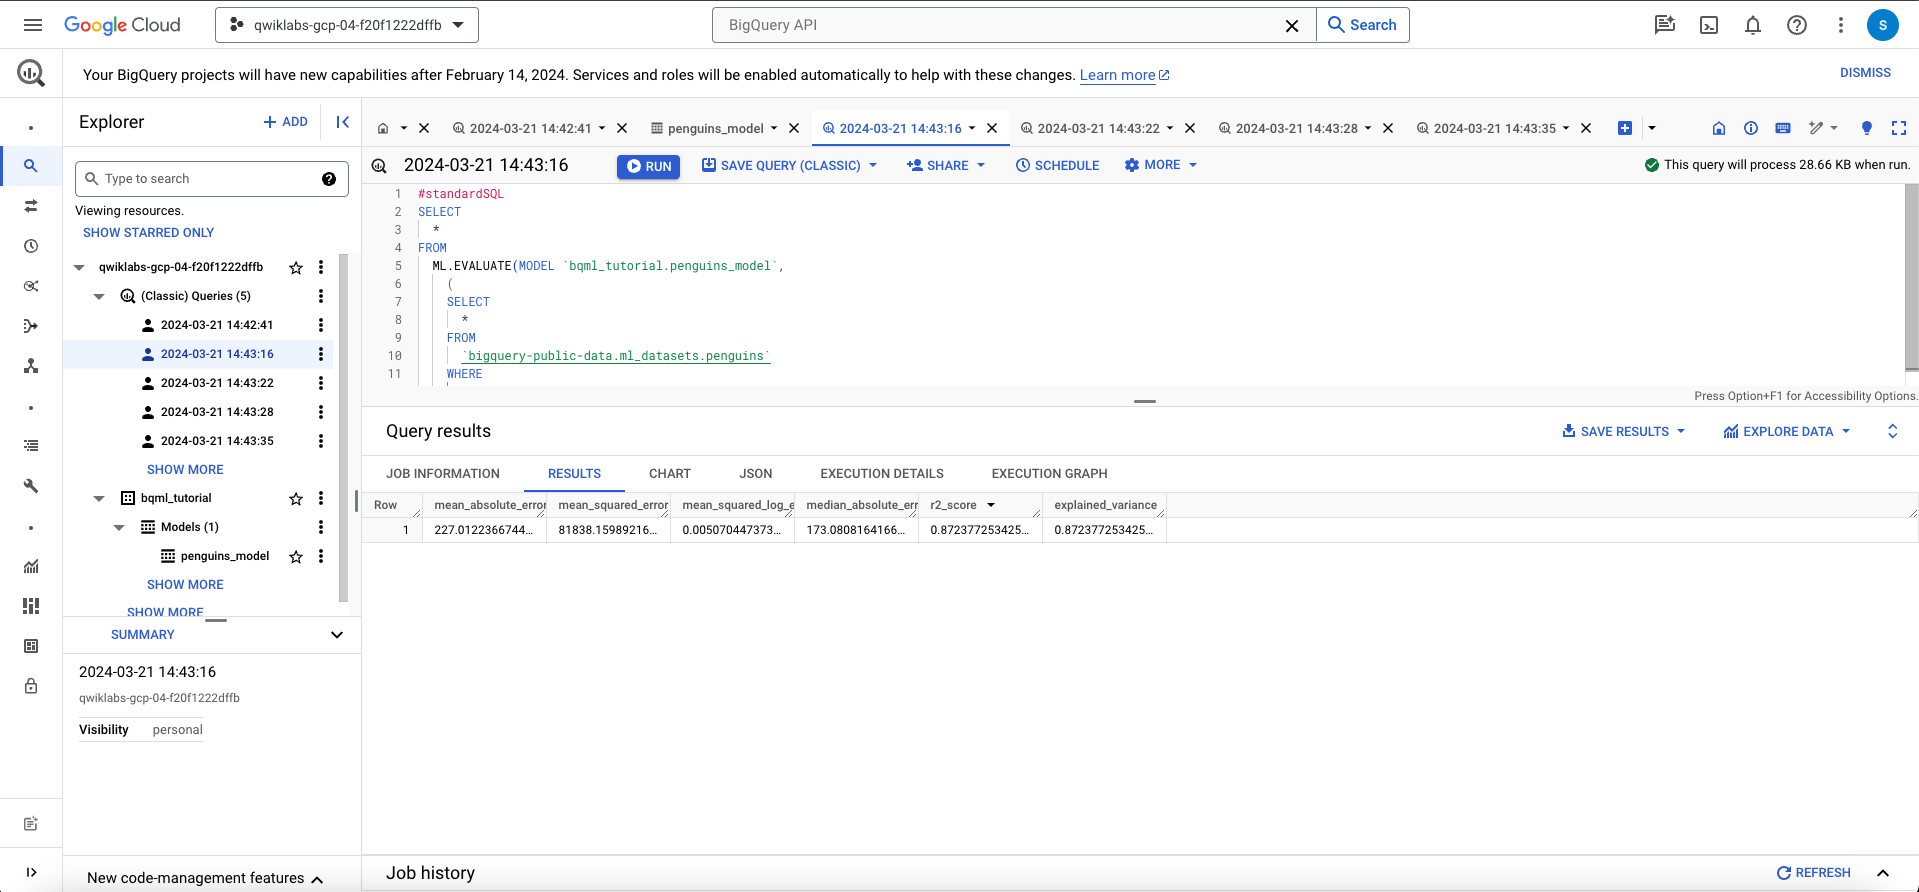 Google Cloud
qwiklabs-gcp-04-f20f1222dffb
BigQuery API
Search
S
Your BigQuery projects will have new capabilities after February 14, 2024. Services and roles will be enabled automatically to help with these changes. Learn more
DISMISS
Explorer
ADD
Type to search
Viewing resources.
SHOW STARRED ONLY
qwiklabs-gcp-04-f20f1222dffb
(Classic) Queries (5)
2024-03-21 14:42:41
2024-03-21 14:43:16
2024-03-21 14:43:22
2024-03-21 14:43:28
2024-03-21 14:43:35
SHOW MORE
bqml_tutorial
Models (1)
penguins_model
SHOW MORE
SHOW MORE
SUMMARY
2024-03-21 14:43:16
qwiklabs-gcp-04-f20f1222dffb
Visibility personal
New code-management features
2024-03-21 14:42:41
penguins_model
2024-03-21 14:43:16
2024-03-21 14:43:22
2024-03-21 14:43:28
2024-03-21 14:43:35
2024-03-21 14:43:16
RUN
SAVE QUERY (CLASSIC)
SHARE
SCHEDULE
MORE
This query will process 28.66 KB when run.
1 #standardSQL
2 SELECT
3 *
4 FROM
5 ML.EVALUATE(MODEL `bqml_tutorial.penguins_model`,
6 (
7 SELECT
8 *
9 FROM
10 `bigquery-public-data.ml_datasets.penguins`
11 WHERE
Press Option+F1 for Accessibility Options.
Query results
SAVE RESULTS
EXPLORE DATA
JOB INFORMATION
RESULTS
CHART
JSON
EXECUTION DETAILS
EXECUTION GRAPH
Row mean_absolute_error mean_squared_error mean_squared_log_e median_absolute_err r2_score explained_variance
1 227.0122366744... 81838.15989216... 0.005070447373... 173.0808164166... 0.872377253425... 0.872377253425...
Job history
REFRESH